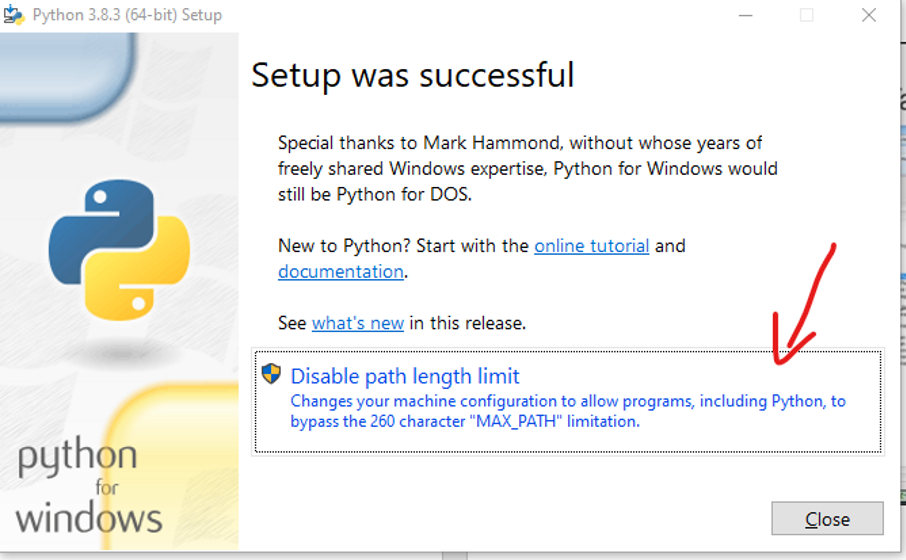 Python 3.8.3 (64-bit) Setup
Setup was successful
Special thanks to Mark Hammond, without whose years of
freely shared Windows expertise, Python for Windows would
still be Python for DOS.
New to Python? Start with the online tutorial and
documentation.
See what's new in this release.
Disable path length limit
Changes your machine configuration to allow programs, including Python, to
bypass the 260 character "MAX_PATH" limitation.
python
for
windows
Close